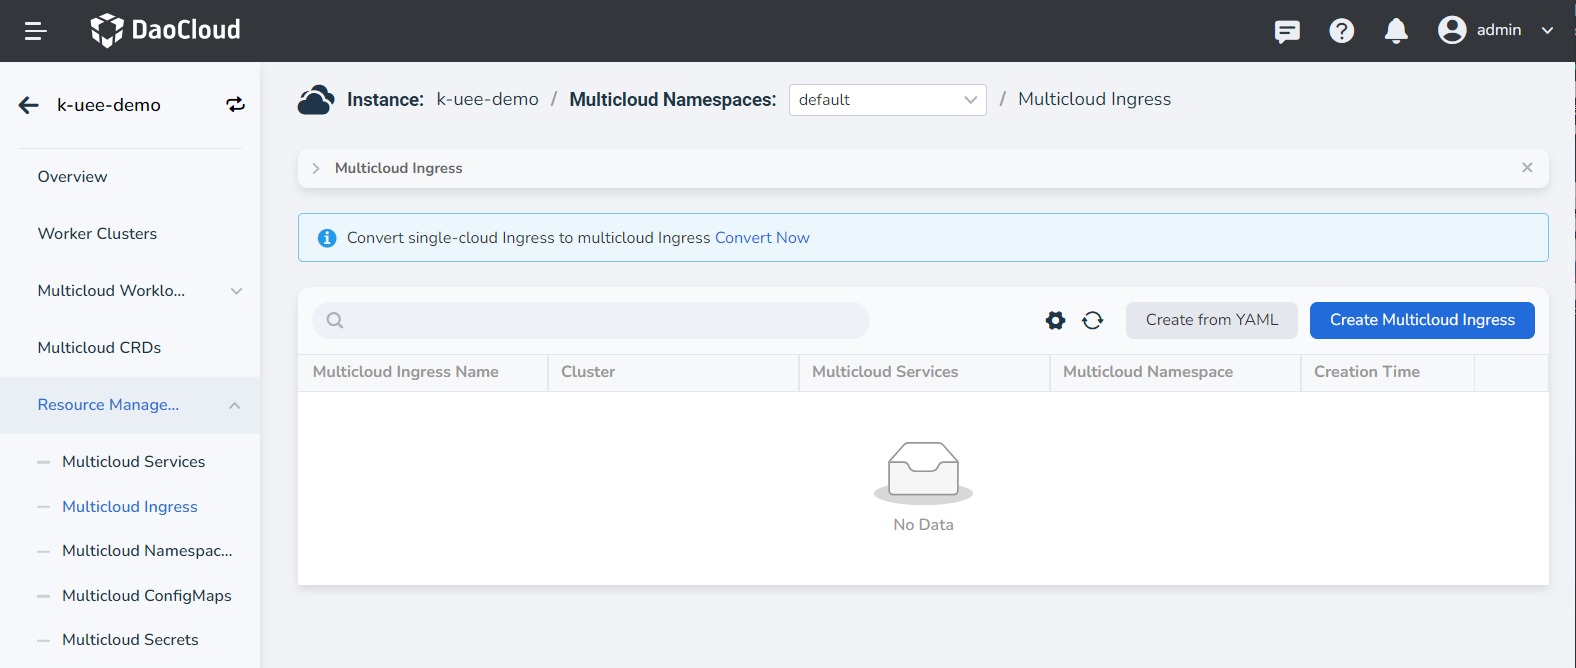 DaoCloud
admin
k-uee-demo
Instance: k-uee-demo / Multicloud Namespaces: default / Multicloud Ingress
Overview
Worker Clusters
Multicloud Worklo...
Multicloud CRDs
Resource Manage...
Multicloud Services
Multicloud Ingress
Multicloud Namespac...
Multicloud ConfigMaps
Multicloud Secrets
Multicloud Ingress
Convert single-cloud Ingress to multicloud Ingress Convert Now
Create from YAML
Create Multicloud Ingress
Multicloud Ingress Name Cluster Multicloud Services Multicloud Namespace Creation Time
No Data